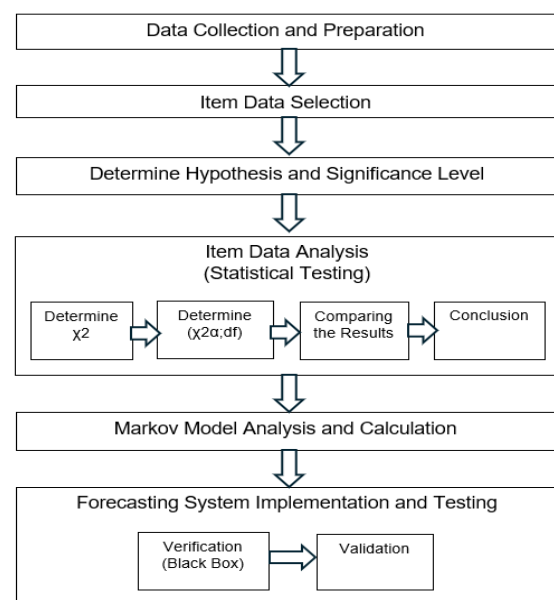 Data Collection and Preparation
Item Data Selection
Determine Hypothesis and Significance Level
Item Data Analysis
(Statistical Testing)
Determine
χ2
Determine
(χ2α;df)
Comparing
the Results
Conclusion
Markov Model Analysis and Calculation
Forecasting System Implementation and Testing
Verification
(Black Box)
Validation